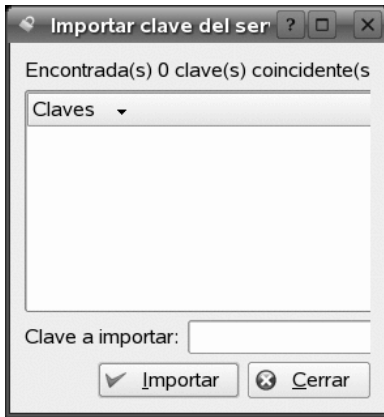 Importar clave del ser
Encontrada(s) 0 clave(s) coincidente(s
Claves
Clave a importar:
Importar
Cerrar